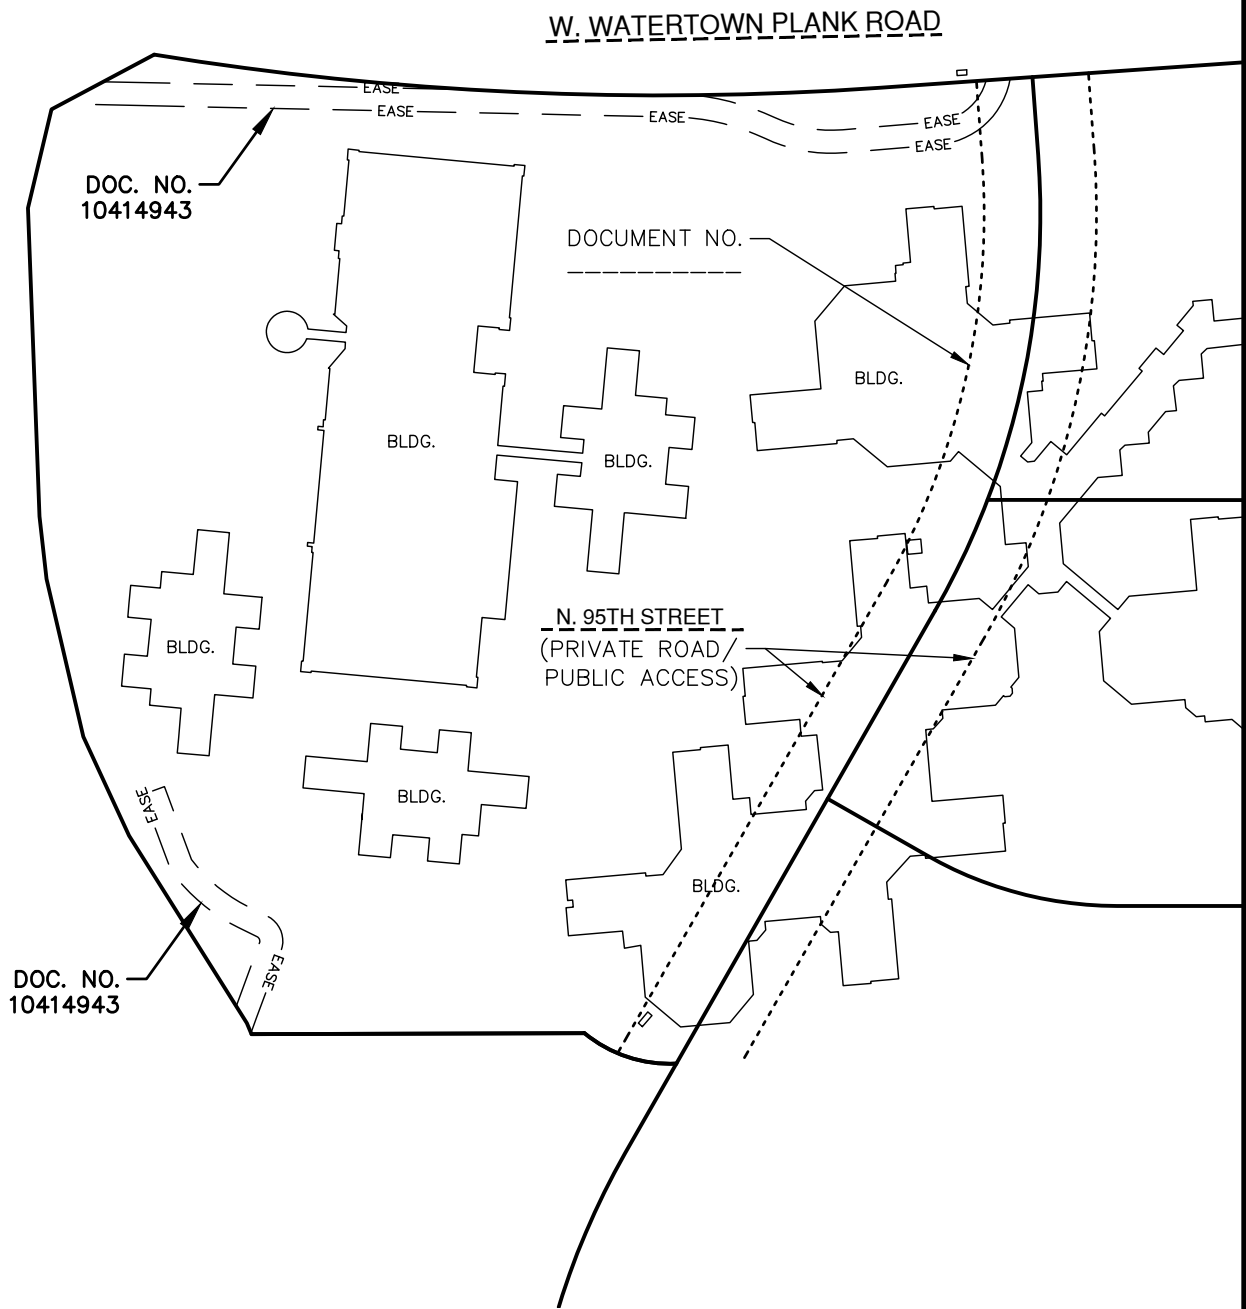 W. WATERTOWN PLANK ROAD
EASE
EASE
EASE
EASE
EASE
DOC. NO.
10414943
DOCUMENT NO.
__________
BLDG.
BLDG.
BLDG.
N. 95TH STREET
(PRIVATE ROAD/
PUBLIC ACCESS)
BLDG.
BLDG.
EASE
BLDG.
EASE
DOC. NO.
10414943